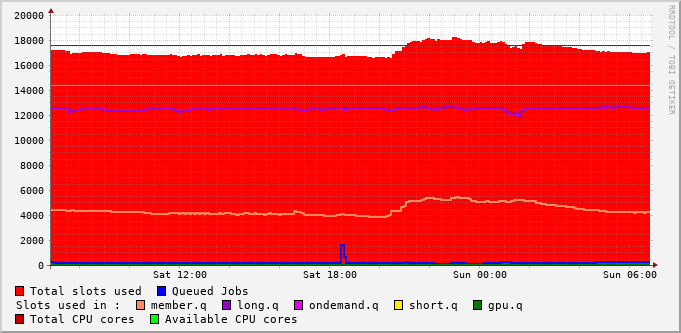 RRDTOOL / TOBI OETIKER
20000
18000
16000
14000
12000
10000
8000
6000
4000
2000
0
Sat 12:00 Sat 18:00 Sun 00:00 Sun 06:00
Total slots used Queued Jobs
Slots used in : member.q long.q ondemand.q short.q gpu.q
Total CPU cores Available CPU cores